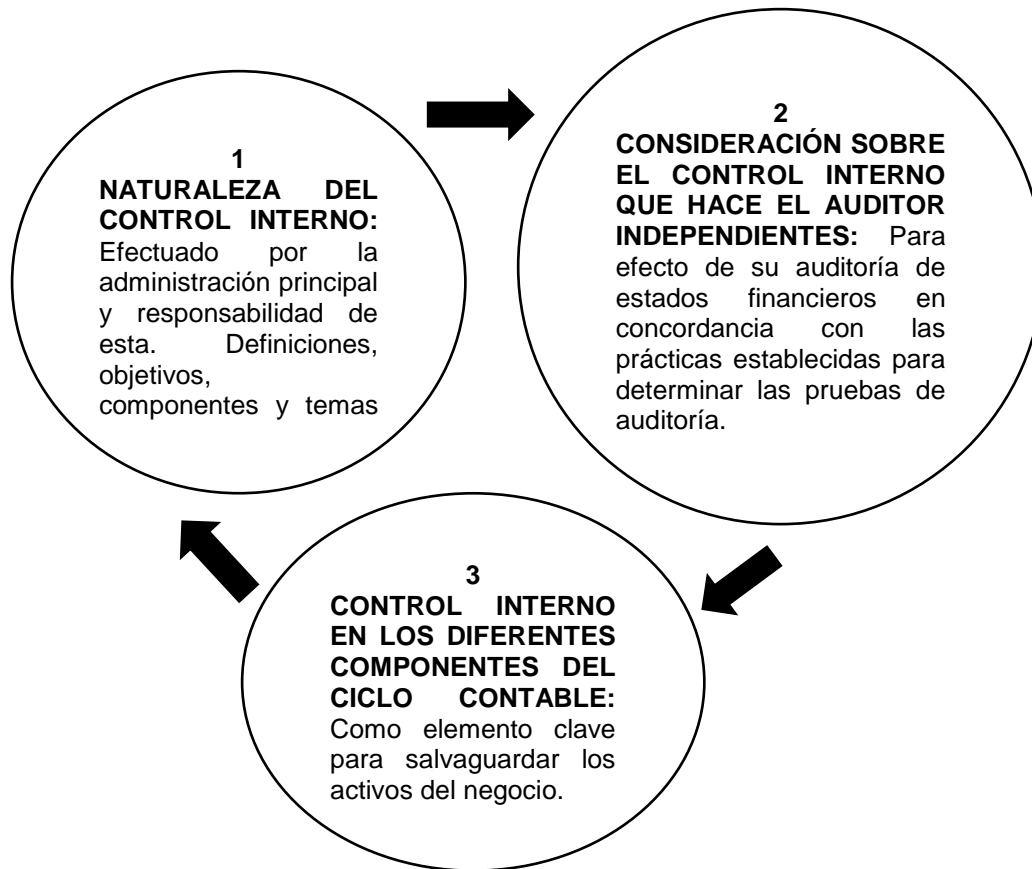 1
NATURALEZA DEL
CONTROL INTERNO:
Efectuado por la
administración principal
y responsabilidad de
esta. Definiciones,
objetivos,
componentes y temas
2
CONSIDERACIÓN SOBRE
EL CONTROL INTERNO
QUE HACE EL AUDITOR
INDEPENDIENTES: Para
efecto de su auditoría de
estados financieros en
concordancia con las
prácticas establecidas para
determinar las pruebas de
auditoría.
3
CONTROL INTERNO
EN LOS DIFERENTES
COMPONENTES DEL
CICLO CONTABLE:
Como elemento clave
para salvaguardar los
activos del negocio.